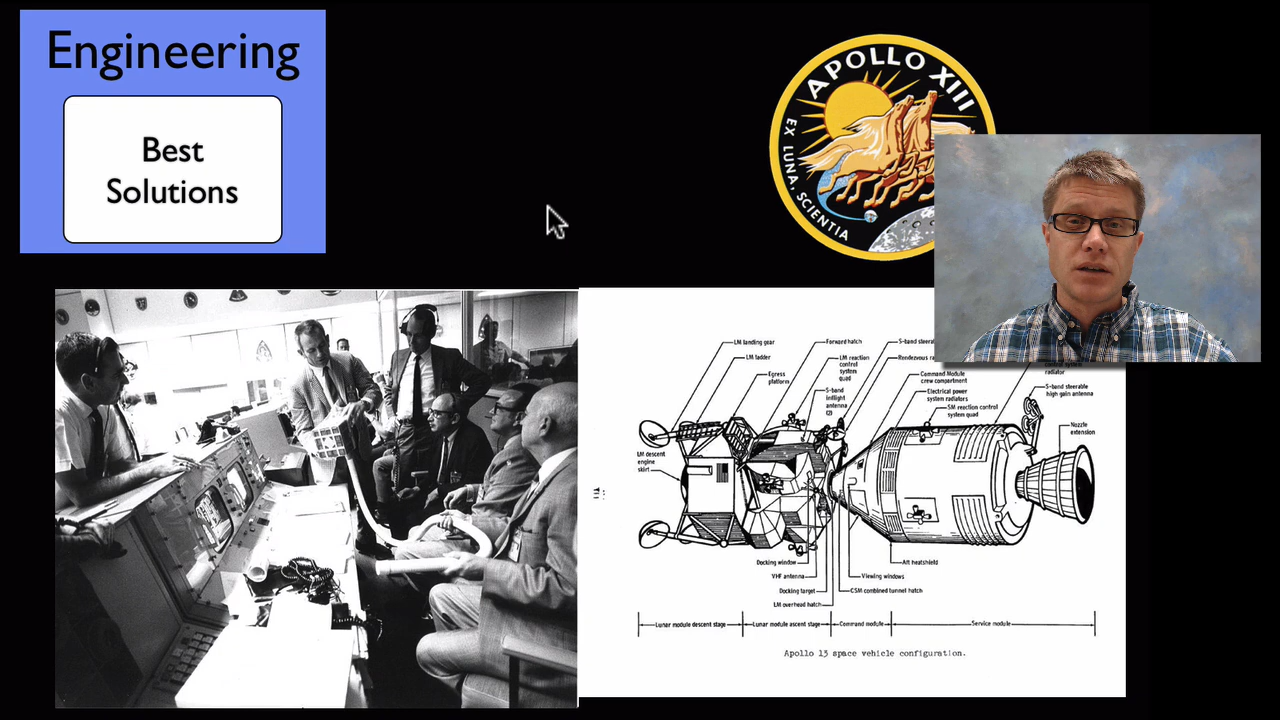 Engineering
Best
Solutions
APOLLO XIII
EX LUNA, SCIENTIA
LM landing gear
LM ladder
Egress
platform
Forward hatch
LM reaction
control
system
quad
S-band
inflight
antenna
(2)
S-band
Rendezvous
Command Module
crew compartment
Electrical power
system radiators
SM reaction control
system quad
radiator
S-band steerable
high gain antenna
Nozzle
extension
LM descent
engine
skirt
Docking window
VHF antenna
Docking target
LM overhead hatch
Aft heatshield
Viewing windows
CSM combined tunnel hatch
Lunar module descent stage
Lunar module ascent stage
Command module
Service module
Apollo 13 space vehicle configuration.